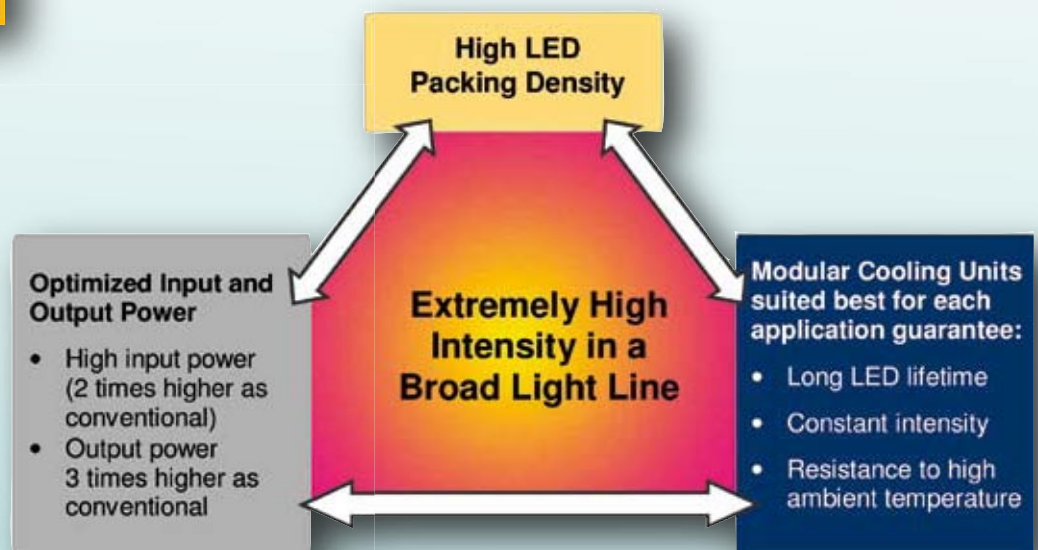 High LED
Packing Density
Optimized Input and
Output Power
• High input power
(2 times higher as
conventional)
• Output power
3 times higher as
conventional
Extremely High
Intensity in a
Broad Light Line
Modular Cooling Units
suited best for each
application guarantee:
• Long LED lifetime
• Constant intensity
• Resistance to high
ambient temperature